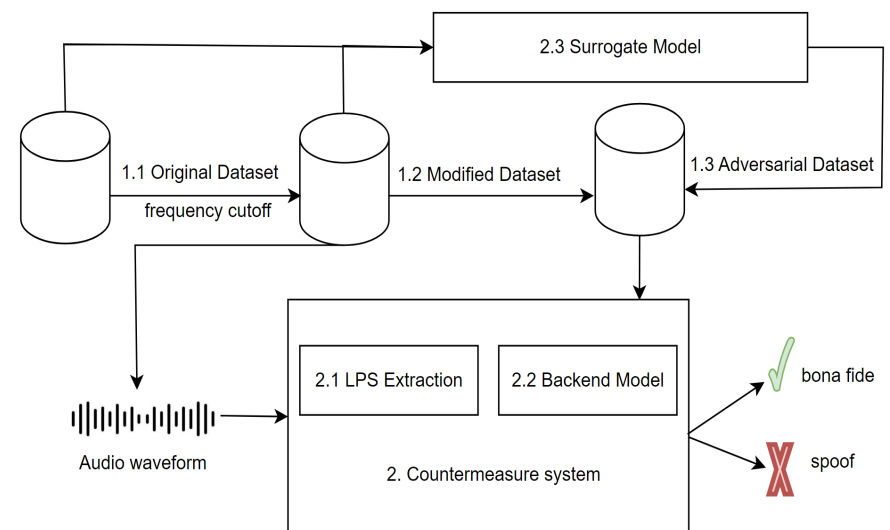 2.3 Surrogate Model
1.1 Original Dataset
frequency cutoff
1.2 Modified Dataset
1.3 Adversarial Dataset
2.1 LPS Extraction
2.2 Backend Model
bona fide
Audio waveform
2. Countermeasure system
spoof